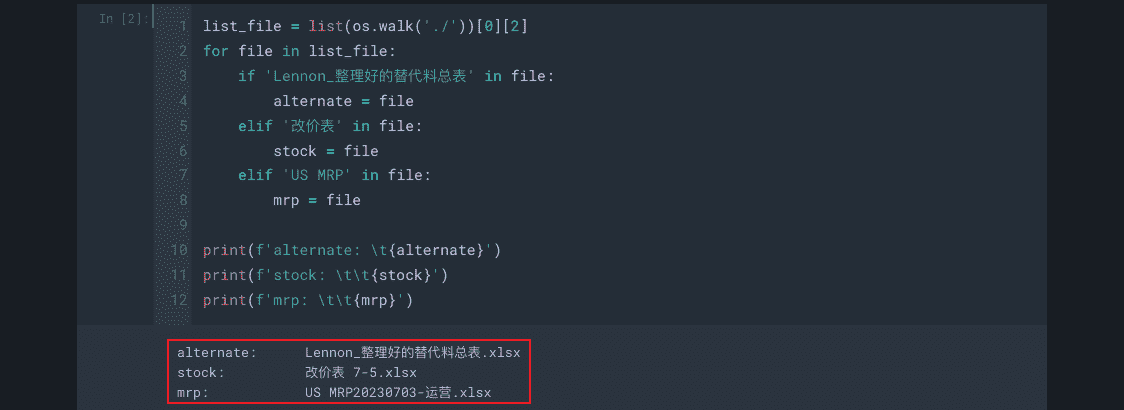 In [2]:
1 list_file = list(os.walk('./'))[0][2]
2 for file in list_file:
3     if 'Lennon_整理好的替代料总表' in file:
4         alternate = file
5     elif '改价表' in file:
6         stock = file
7     elif 'US MRP' in file:
8         mrp = file
9
10 print(f'alternate: \t{alternate}')
11 print(f'stock: \t\t{stock}')
12 print(f'mrp: \t\t{mrp}')
alternate:      Lennon_整理好的替代料总表.xlsx
stock:          改价表 7-5.xlsx
mrp:            US MRP20230703-运营.xlsx